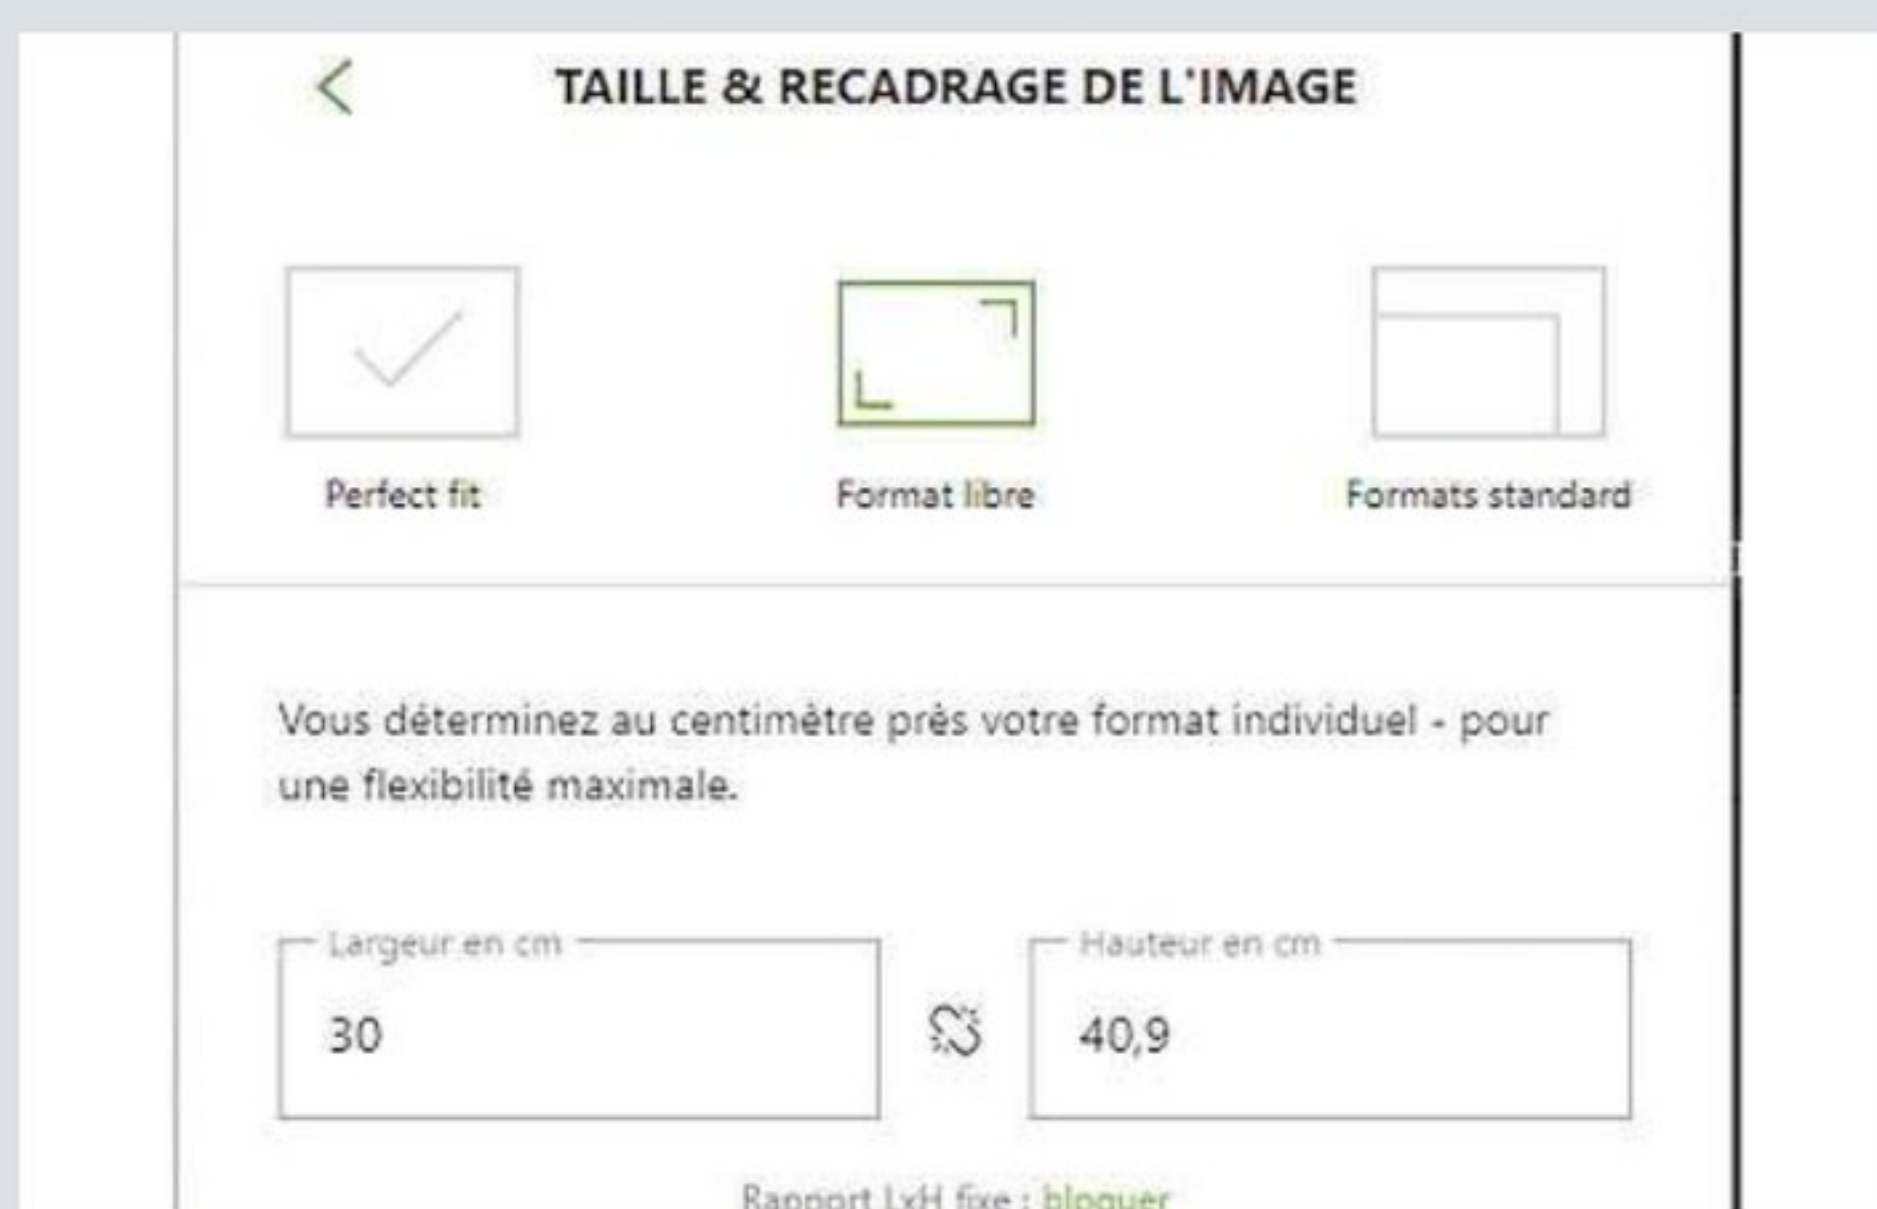 TAILLE & RECADRAGE DE L'IMAGE
Perfect fit
Format libre
Formats standard
Vous déterminez au centimètre près votre format individuel - pour
une flexibilité maximale.
Largeur en cm
Hauteur en cm
30
40,9
Rapport LxH fixe : bloquer